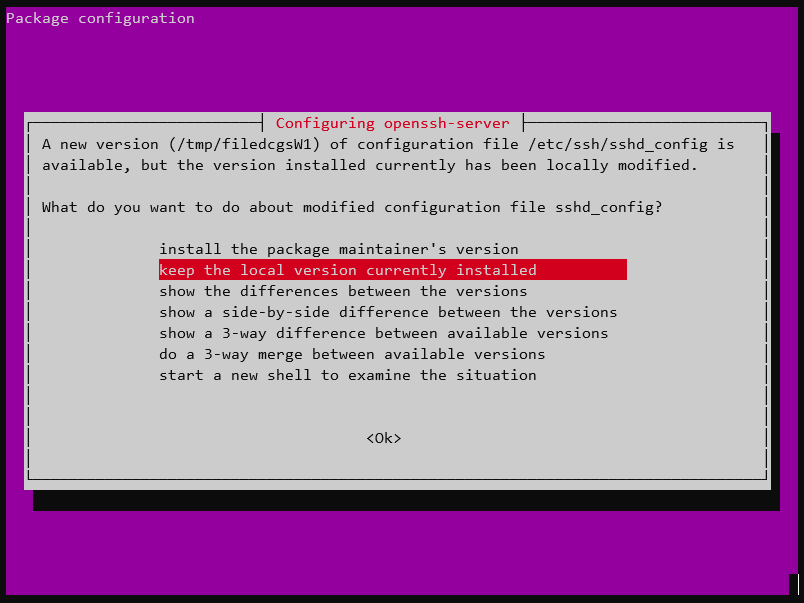 Package configuration
Configuring openssh-server
A new version (/tmp/filedcgsW1) of configuration file /etc/ssh/sshd_config is
available, but the version installed currently has been locally modified.
What do you want to do about modified configuration file sshd_config?
install the package maintainer's version
keep the local version currently installed
show the differences between the versions
show a side-by-side difference between the versions
show a 3-way difference between available versions
do a 3-way merge between available versions
start a new shell to examine the situation
<Ok>